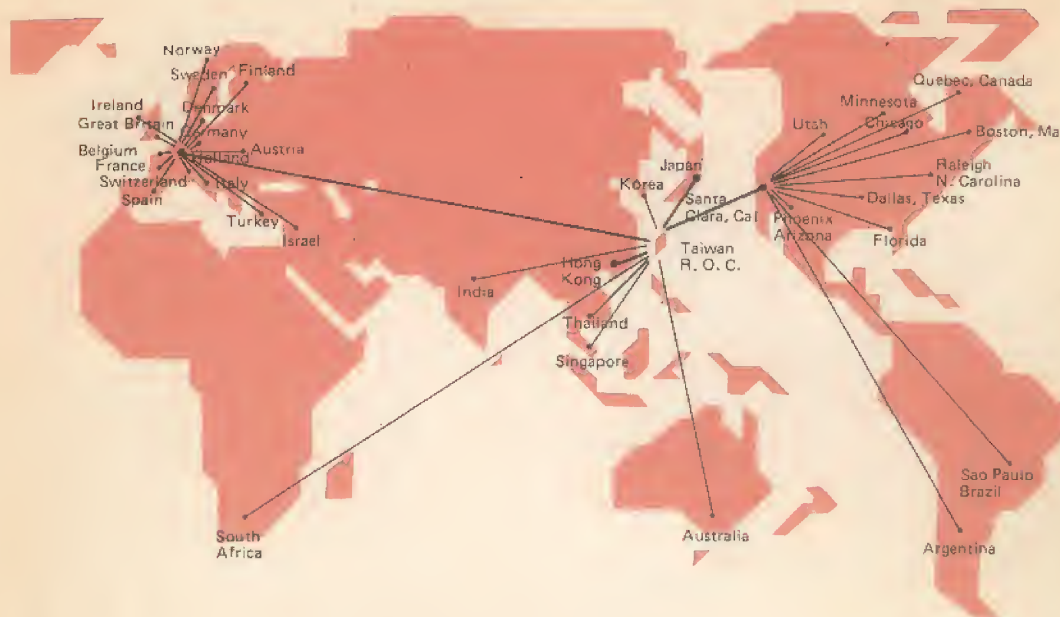 Norway
Sweden
Finland
Ireland
Denmark
Great Britain
ermany
Belgium
Austria
Holland
France
Switzerland
Italy
Spain
Turkey
Israel
Quebec, Canada
Minnesota
Utah
Chicago
Boston, Ma
Japan
Korea
Raleigh
N. Carolina
Santa
Clara, Cal
Dallas, Texas
Phoenix
Arizona
Florida
Taiwan
R. O. C.
Hong
Kong
India
Thailand
Singapore
South
Africa
Australia
Sao Paulo
Brazil
Argentina